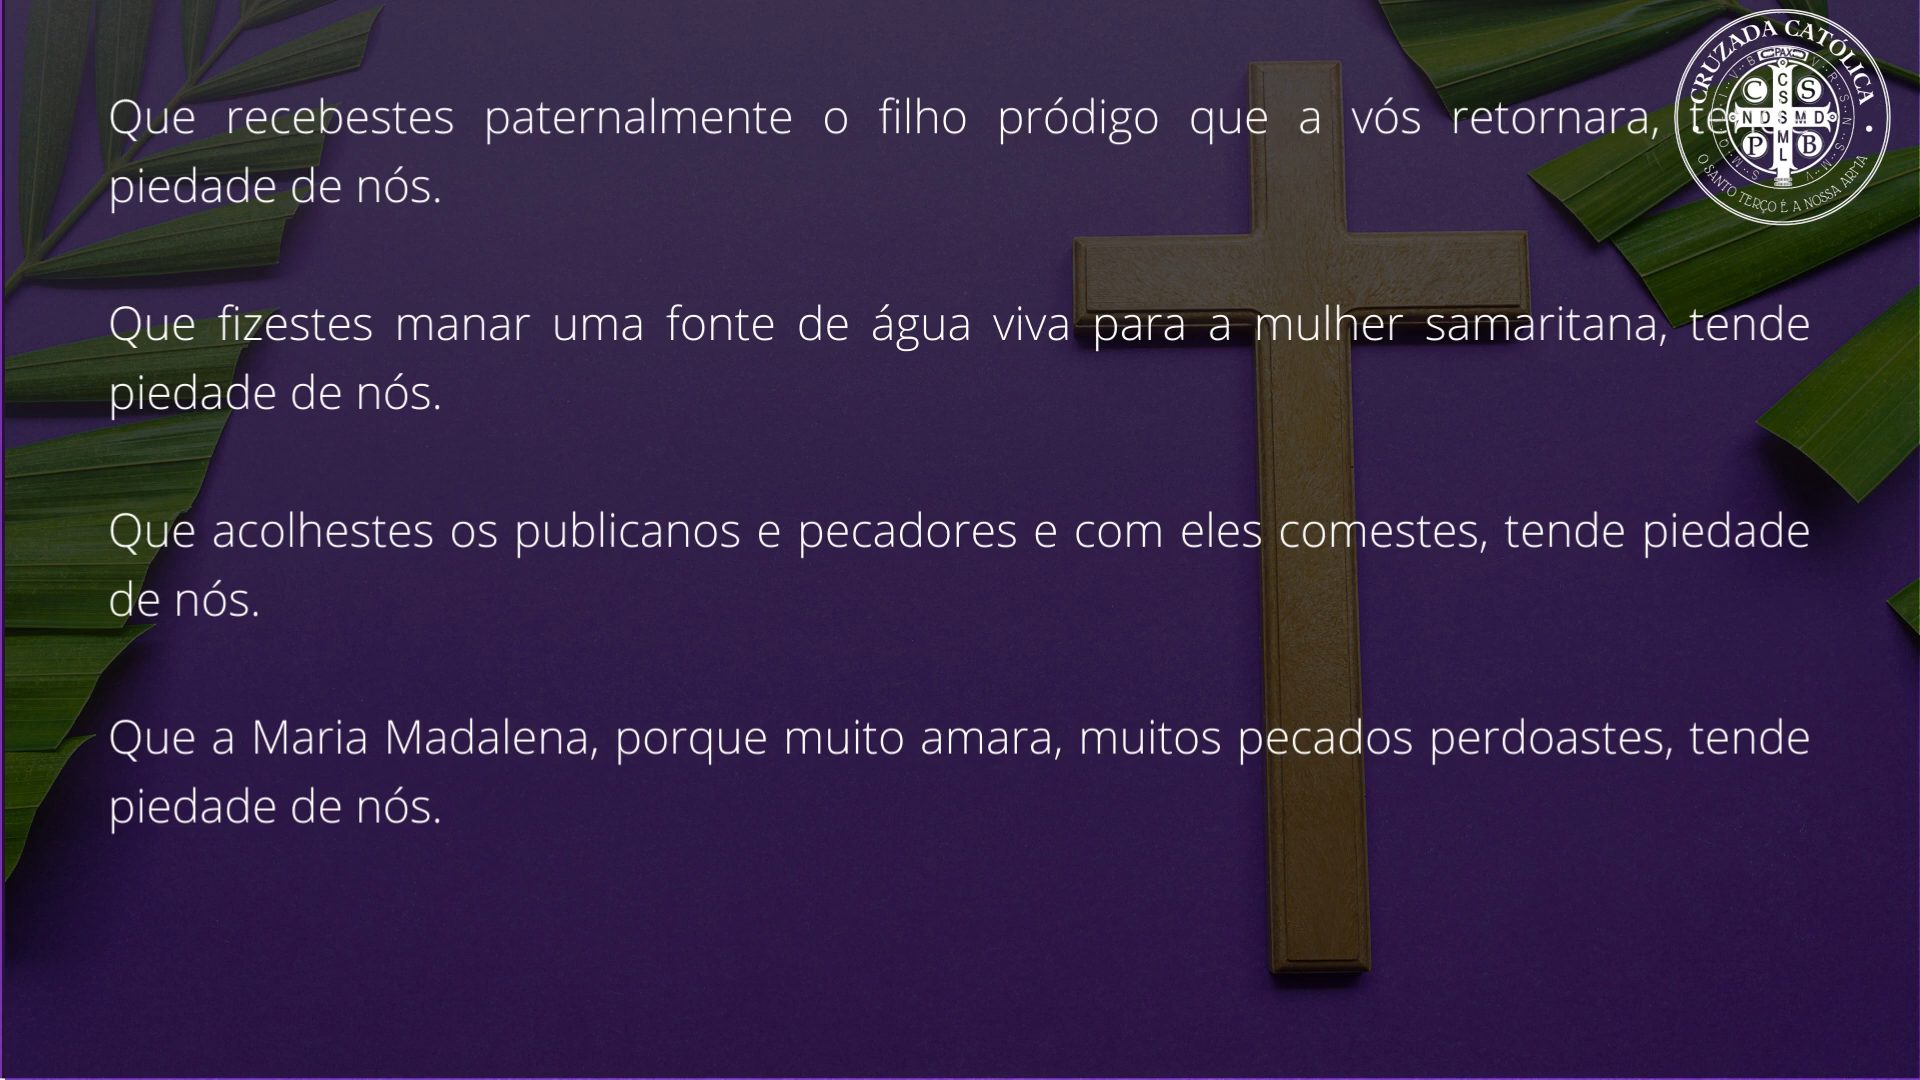 Que recebestes paternalmente o filho pródigo que a vós retornara,
piedade de nós.
Que fizestes manar uma fonte de água viva para a mulher samaritana, tende
piedade de nós.
Que acolhestes os publicanos e pecadores e com eles comestes, tende piedade
de nós.
Que a Maria Madalena, porque muito amara, muitos pecados perdoastes, tende
piedade de nós.
CRUZADA CATÓLICA
PAX
C S
S
N D S M D
M
P L B
O SANTO TERÇO É A NOSSA ARMA